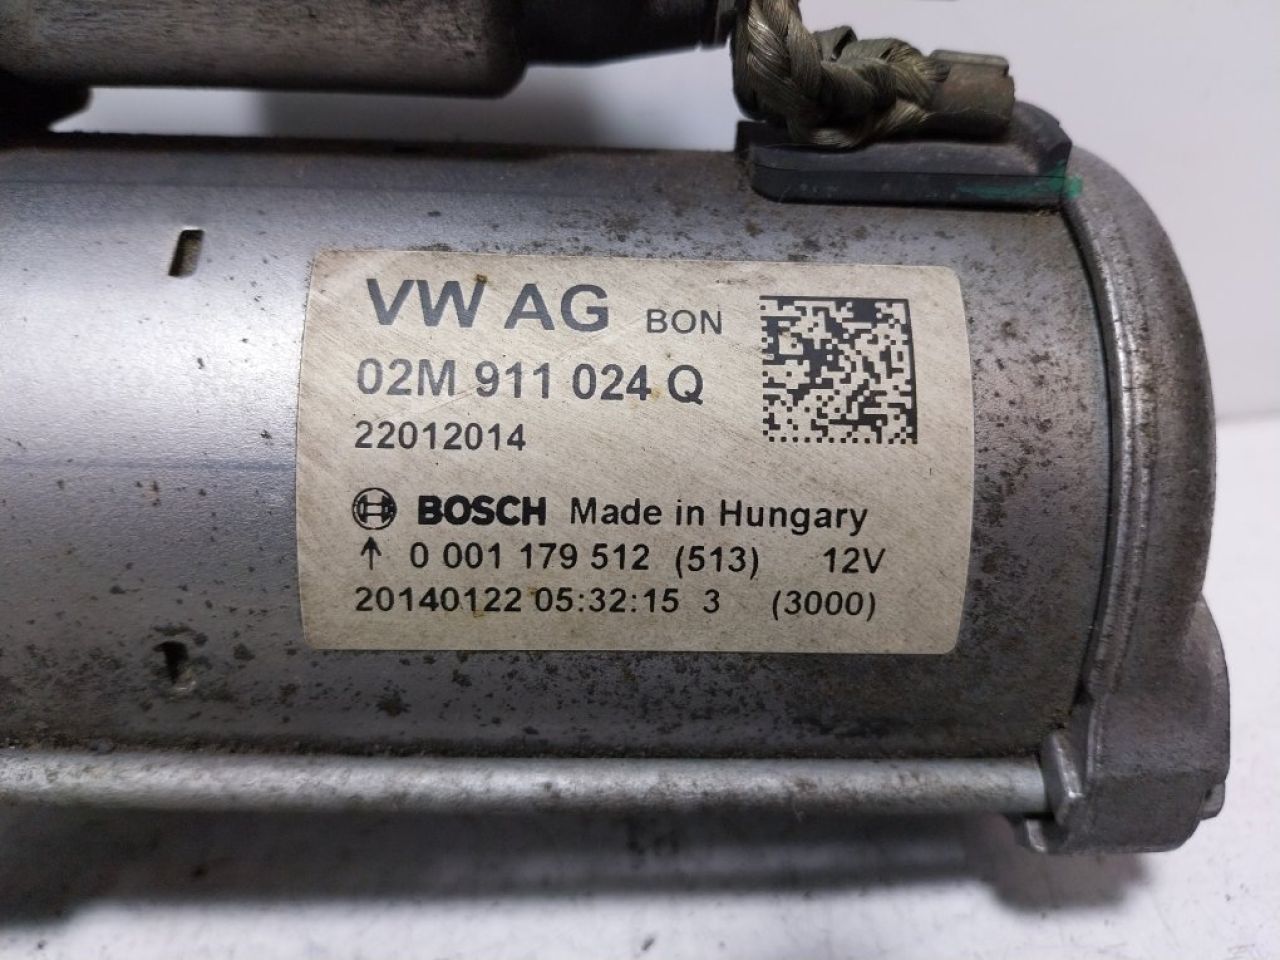 VW AG BON
02M 911 024 Q
22012014
BOSCH Made in Hungary
↑ 0 001 179 512 (513) 12V
20140122 05:32:15 3 (3000)